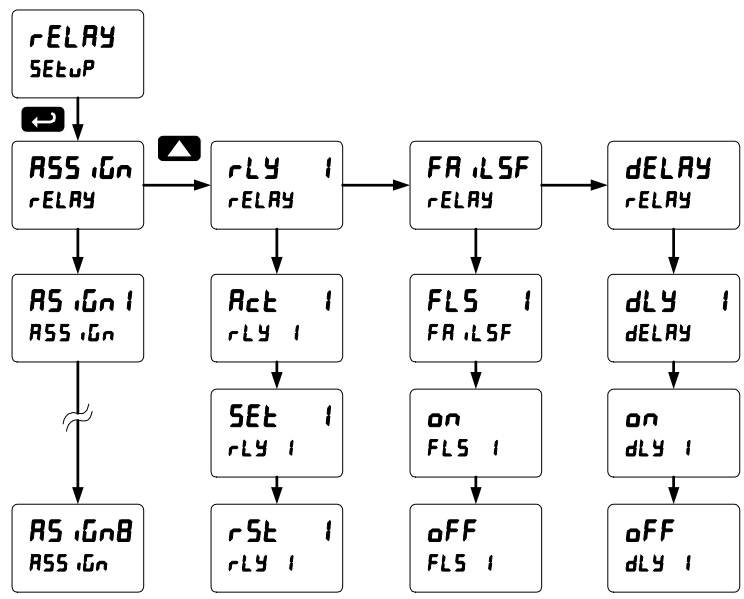 rELAY
SEtuP
ASSiGn
rELAY
rLY 1
rELAY
FAiLSF
rELAY
dELAY
rELAY
ASiGn1
ASSiGn
Act 1
rLY 1
FLS 1
FAiLSF
dLY 1
dELAY
SEt 1
rLY 1
on
FLS 1
on
dLY 1
ASiGn8
ASSiGn
rSt 1
rLY 1
oFF
FLS 1
oFF
dLY 1